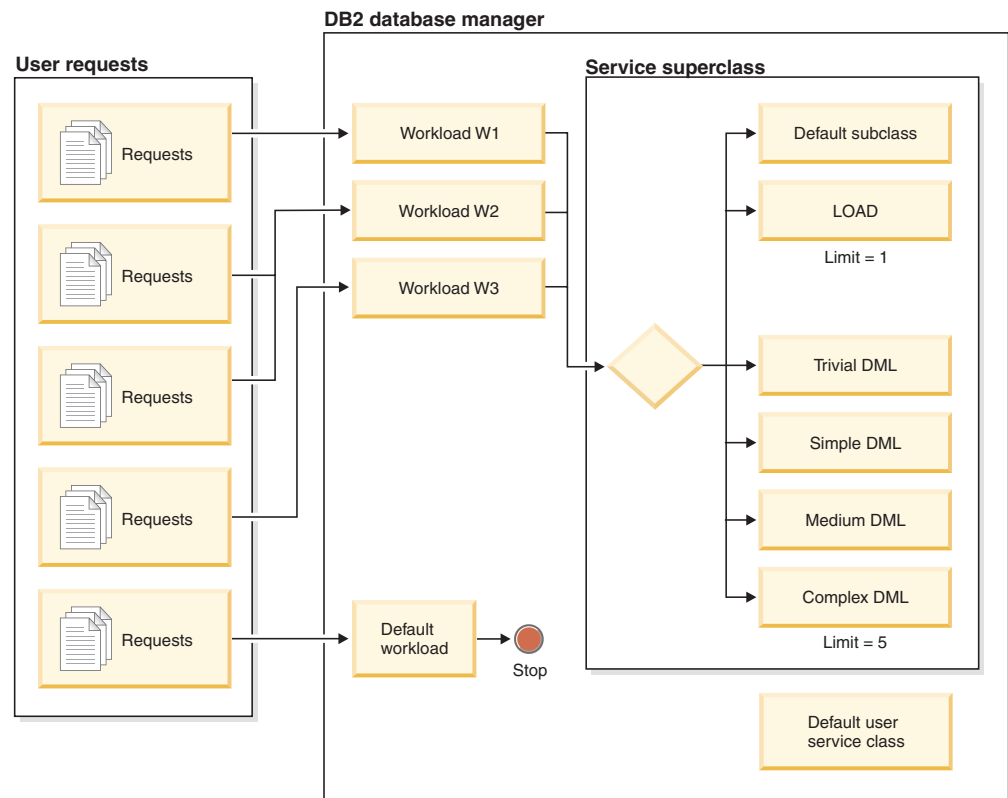 DB2 database manager
User requests
Service superclass
Requests
Requests
Requests
Requests
Requests
Workload W1
Workload W2
Workload W3
Default
workload
Stop
Default subclass
LOAD
Limit = 1
Trivial DML
Simple DML
Medium DML
Complex DML
Limit = 5
Default user
service class